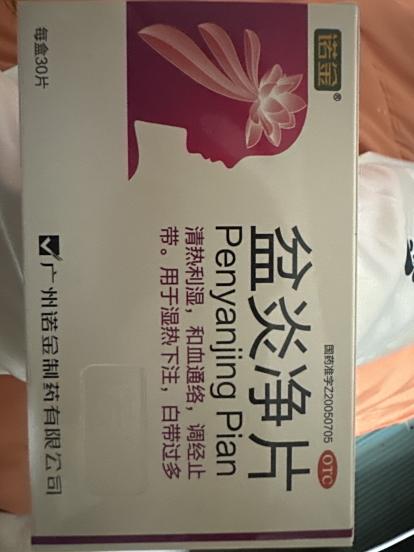 诺金®
国药准字Z20050705
OTC
盆炎净片
Penyanjing Pian
清热利湿，和血通络，调经止
带。用于湿热下注，白带过多
每盒30片
广州诺金制药有限公司